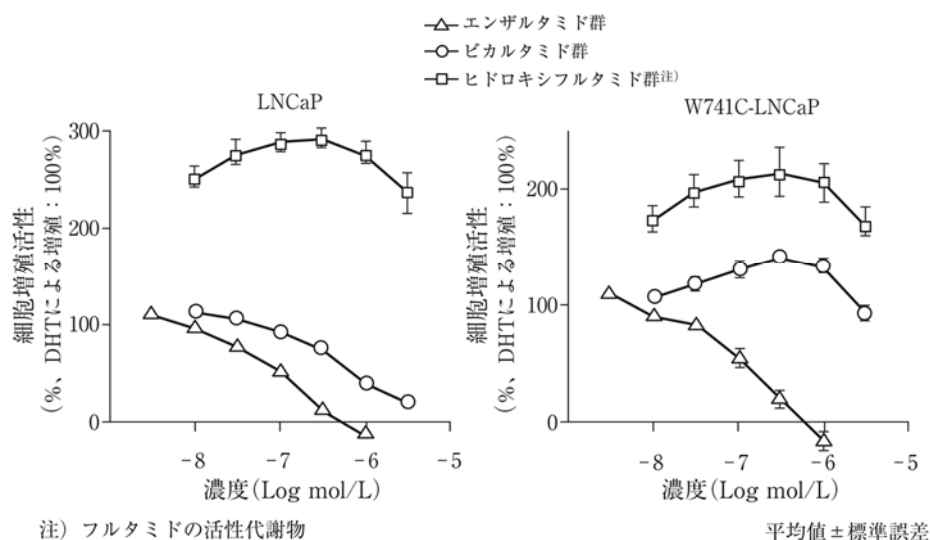 エンザルタミド群
ビカルタミド群
ヒドロキシフルタミド群注)
LNCaP
細胞増殖活性
(%、DHTによる増殖：100%)
300
200
100
0
-8
-7
-6
-5
濃度(Log mol/L)
W741C-LNCaP
細胞増殖活性
(%、DHTによる増殖：100%)
200
100
0
-8
-7
-6
-5
濃度(Log mol/L)
注）フルタミドの活性代謝物
平均値±標準誤差